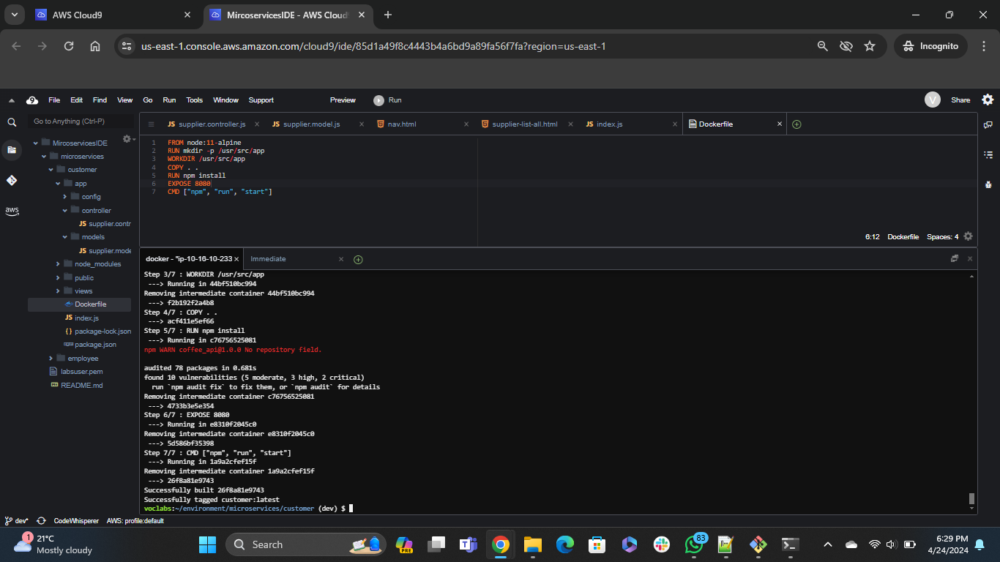 AWS Cloud9
MircoservicesIDE - AWS Cloud9
us-east-1.console.aws.amazon.com/cloud9/ide/85d1a49f8c4443b4a6bd9a89fa56f7fa?region=us-east-1
Incognito
9 File Edit Find View Go Run Tools Window Support Preview Run V Share
Go to Anything (Ctrl-P)
supplier.controller.js
supplier.model.js
nav.html
supplier-list-all.html
index.js
Dockerfile
MircoservicesIDE
microservices
customer
app
config
controller
JS supplier.contr
models
JS supplier.mode
node_modules
public
views
Dockerfile
JS index.js
{} package-lock.json
package.json
employee
labsuser.pem
README.md
aws
1 FROM node:11-alpine
2 RUN mkdir -p /usr/src/app
3 WORKDIR /usr/src/app
4 COPY . .
5 RUN npm install
6 EXPOSE 8080
7 CMD ["npm", "run", "start"]
6:12 Dockerfile Spaces: 4
docker - "ip-10-16-10-233
Immediate
Step 3/7 : WORKDIR /usr/src/app
---> Running in 44bf510bc994
Removing intermediate container 44bf510bc994
---> f2b192f2a4b8
Step 4/7 : COPY . .
---> acf411e5ef66
Step 5/7 : RUN npm install
---> Running in c76756525081
npm WARN coffee_api@1.0.0 No repository field.
audited 78 packages in 0.681s
found 10 vulnerabilities (5 moderate, 3 high, 2 critical)
run `npm audit fix` to fix them, or `npm audit` for details
Removing intermediate container c76756525081
---> 4733b3e5e354
Step 6/7 : EXPOSE 8080
---> Running in e8310f2045c0
Removing intermediate container e8310f2045c0
---> 5d586bf35398
Step 7/7 : CMD ["npm", "run", "start"]
---> Running in 1a9a2cfef15f
Removing intermediate container 1a9a2cfef15f
---> 26f8a81e9743
Successfully built 26f8a81e9743
Successfully tagged customer:latest
voclabs:~/environment/microservices/customer (dev) $
dev* CodeWhisperer AWS: profile:default
1
21°C
Mostly cloudy
Search
PRE
83
6:29 PM
4/24/2024